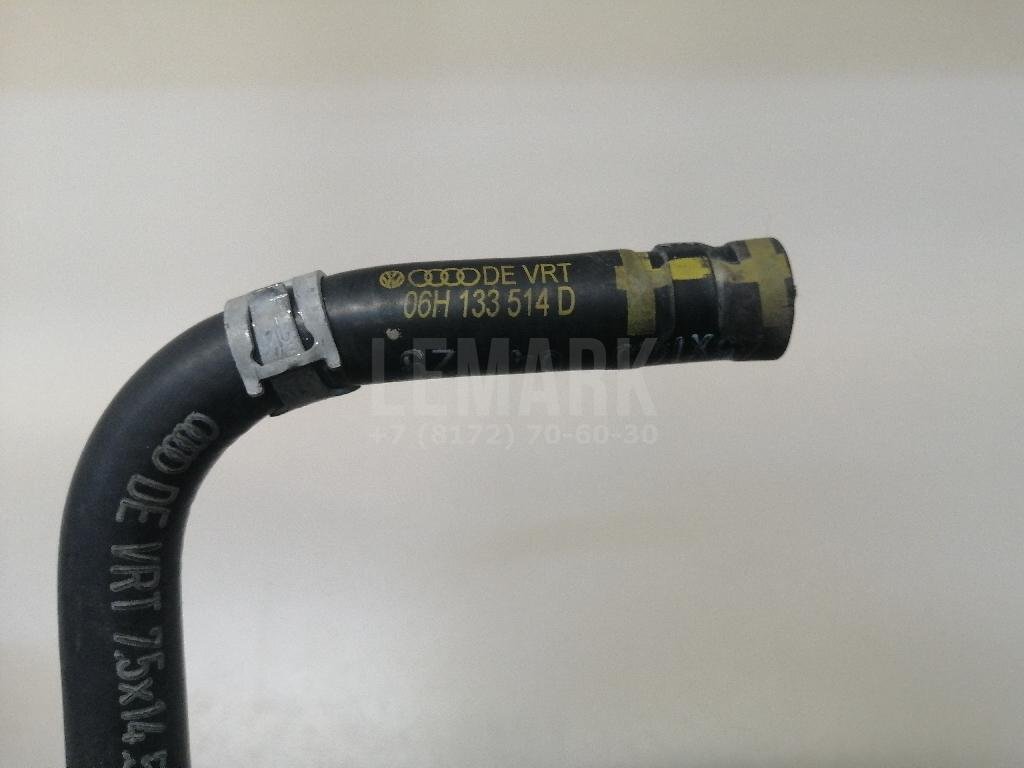 DE VRT
06H 133 514 D
LEMARK
+7 (8172) 70-60-30
DE VRT 7,5x14